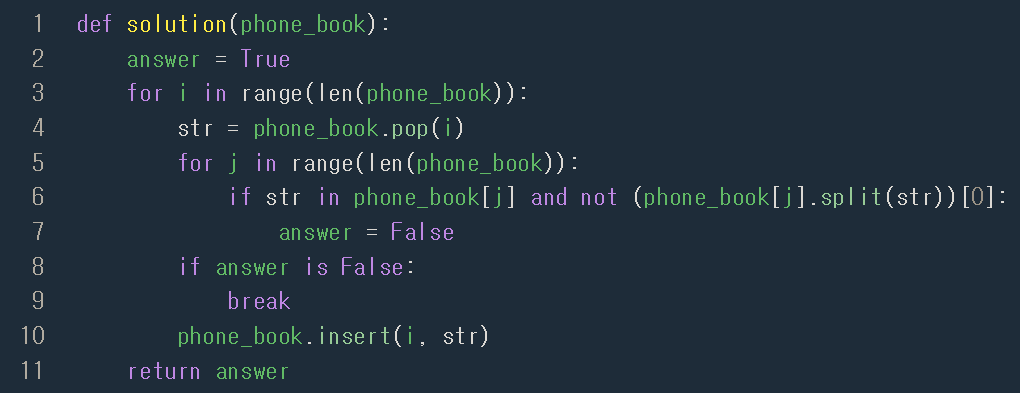 1 def solution(phone_book):
2     answer = True
3     for i in range(len(phone_book)):
4         str = phone_book.pop(i)
5         for j in range(len(phone_book)):
6             if str in phone_book[j] and not (phone_book[j].split(str))[0]:
7                 answer = False
8         if answer is False:
9             break
10         phone_book.insert(i, str)
11     return answer